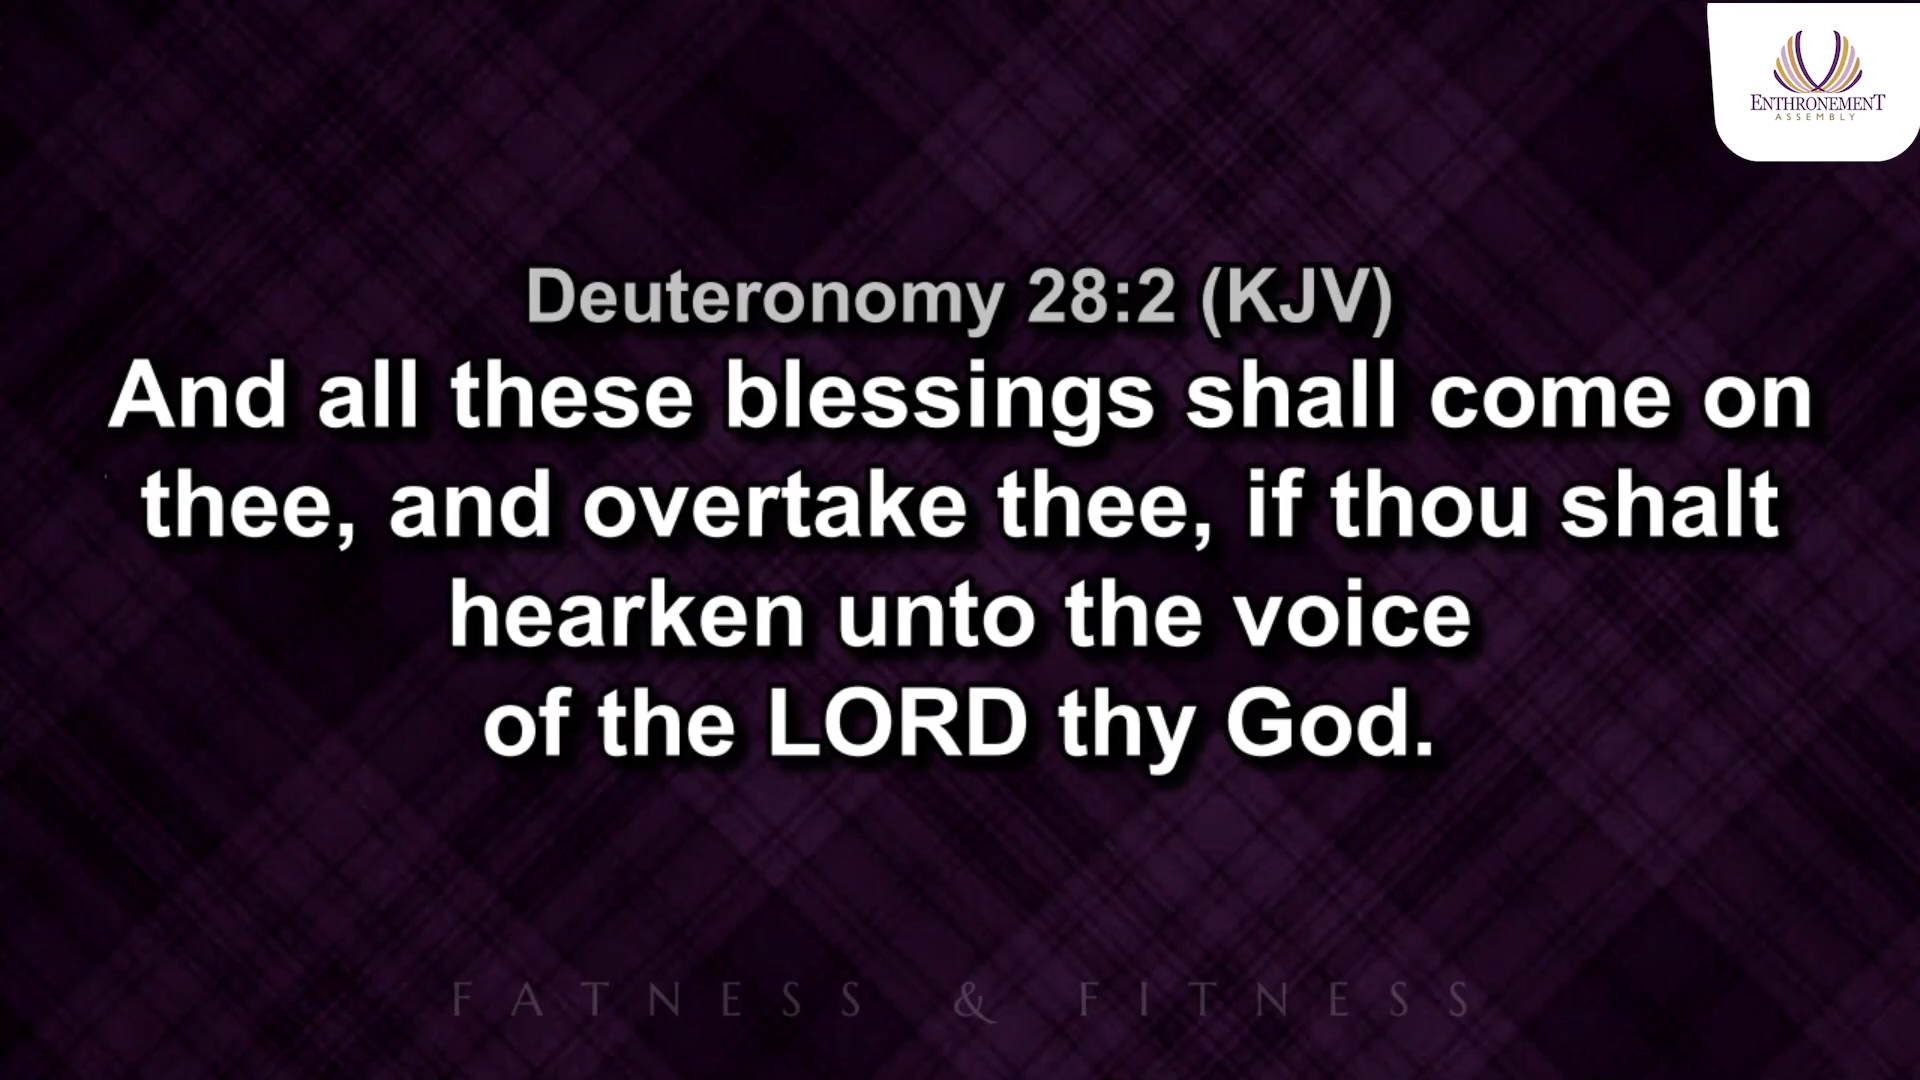 ENTHRONEMENT
ASSEMBLY
Deuteronomy 28:2 (KJV)
And all these blessings shall come on
thee, and overtake thee, if thou shalt
hearken unto the voice
of the LORD thy God.
FATNESS & FITNESS